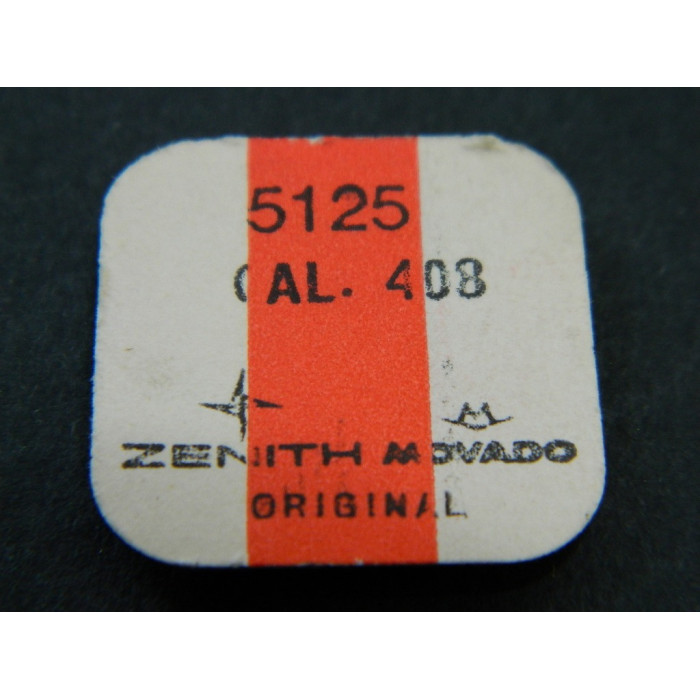 5125
CAL. 408
ZENITH MOVADO
ORIGINAL